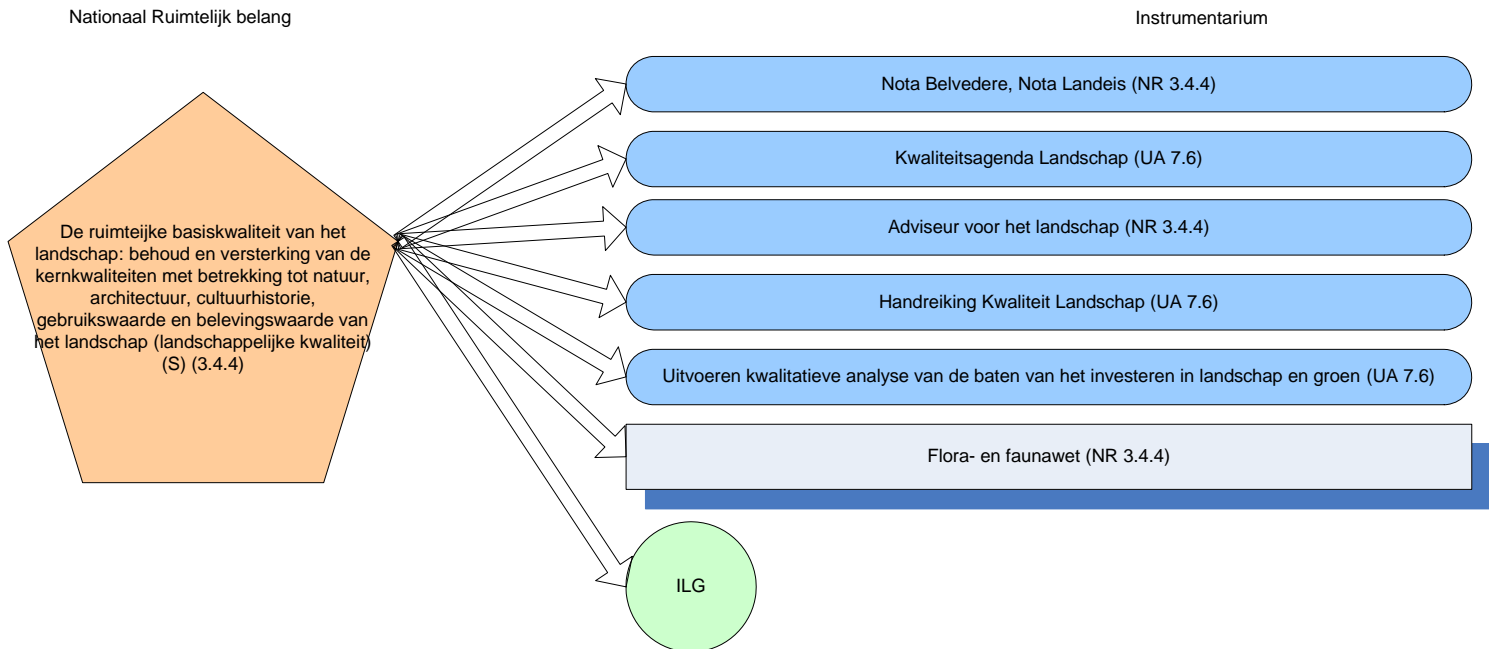 Nationaal Ruimtelijk belang
Instrumentarium
De ruimteijke basiskwaliteit van het
landschap: behoud en versterking van de
kernkwaliteiten met betrekking tot natuur,
architectuur, cultuurhistorie,
gebruikswaarde en belevingswaarde van
het landschap (landschappelijke kwaliteit)
(S) (3.4.4)
Nota Belvedere, Nota Landeis (NR 3.4.4)
Kwaliteitsagenda Landschap (UA 7.6)
Adviseur voor het landschap (NR 3.4.4)
Handreiking Kwaliteit Landschap (UA 7.6)
Uitvoeren kwalitatieve analyse van de baten van het investeren in landschap en groen (UA 7.6)
Flora- en faunawet (NR 3.4.4)
ILG